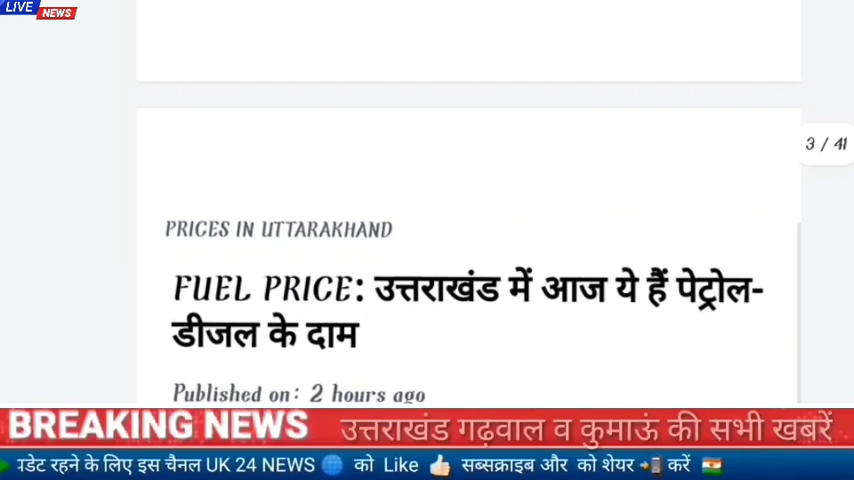 LIVE
NEWS
3 / 41
PRICES IN UTTARAKHAND
FUEL PRICE: उत्तराखंड में आज ये हैं पेट्रोल-
डीजल के दाम
Published on: 2 hours ago
BREAKING NEWS उत्तराखंड गढ़वाल व कुमाऊं की सभी खबरें
रहने के लिए इस चैनल UK 24 NEWS 🌐 को Like 👍🏻 सब्सक्राइब और को शेयर 📲 करें 🇮🇳